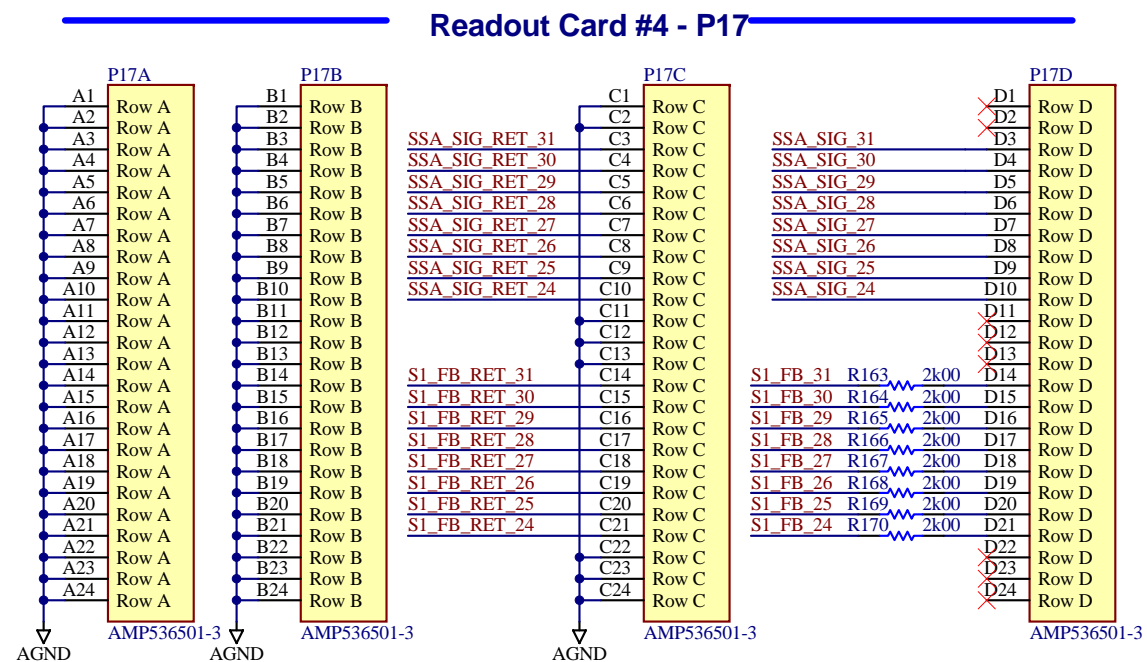 Readout Card #4 - P17
P17A P17B P17C P17D
A1 Row A B1 Row B C1 Row C D1 Row D
A2 Row A B2 Row B C2 Row C D2 Row D
A3 Row A B3 Row B SSA_SIG_RET_31 C3 Row C SSA_SIG_31 D3 Row D
A4 Row A B4 Row B SSA_SIG_RET_30 C4 Row C SSA_SIG_30 D4 Row D
A5 Row A B5 Row B SSA_SIG_RET_29 C5 Row C SSA_SIG_29 D5 Row D
A6 Row A B6 Row B SSA_SIG_RET_28 C6 Row C SSA_SIG_28 D6 Row D
A7 Row A B7 Row B SSA_SIG_RET_27 C7 Row C SSA_SIG_27 D7 Row D
A8 Row A B8 Row B SSA_SIG_RET_26 C8 Row C SSA_SIG_26 D8 Row D
A9 Row A B9 Row B SSA_SIG_RET_25 C9 Row C SSA_SIG_25 D9 Row D
A10 Row A B10 Row B SSA_SIG_RET_24 C10 Row C SSA_SIG_24 D10 Row D
A11 Row A B11 Row B C11 Row C D11 Row D
A12 Row A B12 Row B C12 Row C D12 Row D
A13 Row A B13 Row B C13 Row C D13 Row D
A14 Row A B14 Row B S1_FB_RET_31 C14 Row C S1_FB_31 R163 2k00 D14 Row D
A15 Row A B15 Row B S1_FB_RET_30 C15 Row C S1_FB_30 R164 2k00 D15 Row D
A16 Row A B16 Row B S1_FB_RET_29 C16 Row C S1_FB_29 R165 2k00 D16 Row D
A17 Row A B17 Row B S1_FB_RET_28 C17 Row C S1_FB_28 R166 2k00 D17 Row D
A18 Row A B18 Row B S1_FB_RET_27 C18 Row C S1_FB_27 R167 2k00 D18 Row D
A19 Row A B19 Row B S1_FB_RET_26 C19 Row C S1_FB_26 R168 2k00 D19 Row D
A20 Row A B20 Row B S1_FB_RET_25 C20 Row C S1_FB_25 R169 2k00 D20 Row D
A21 Row A B21 Row B S1_FB_RET_24 C21 Row C S1_FB_24 R170 2k00 D21 Row D
A22 Row A B22 Row B C22 Row C D22 Row D
A23 Row A B23 Row B C23 Row C D23 Row D
A24 Row A B24 Row B C24 Row C D24 Row D
AMP536501-3 AMP536501-3 AMP536501-3 AMP536501-3
AGND AGND AGND